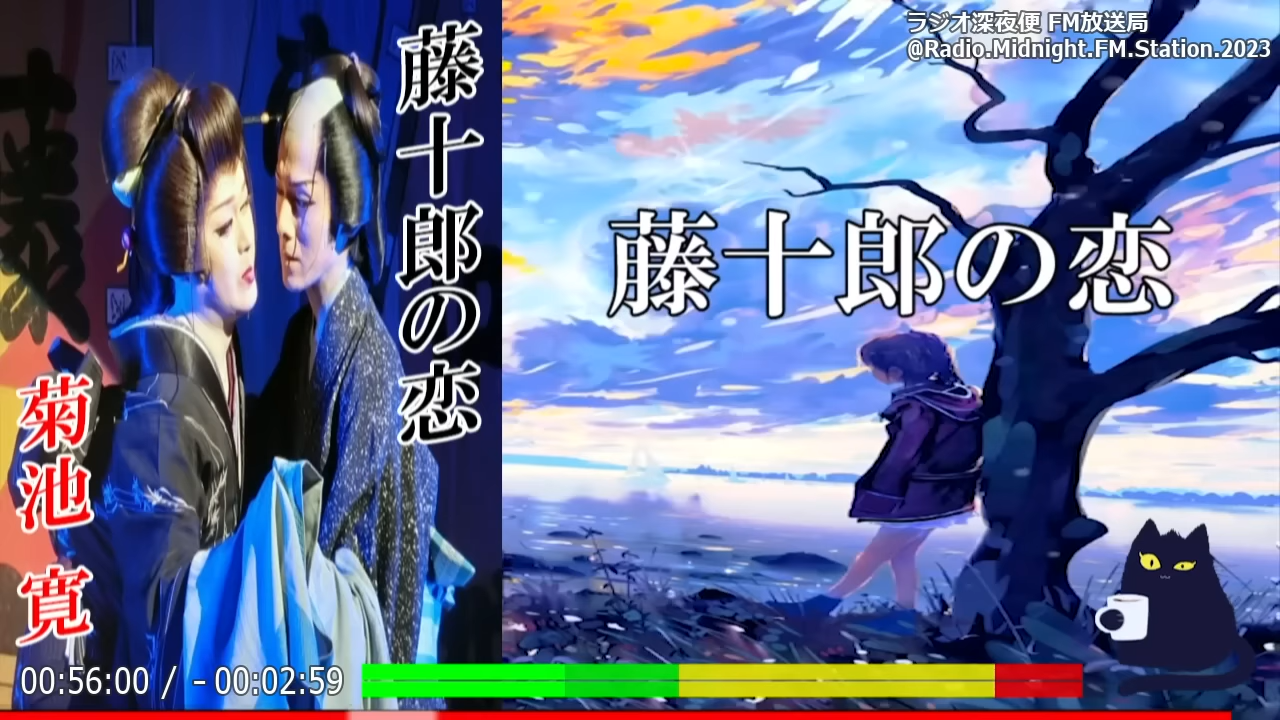 藤十郎の恋
菊池 寛
ラジオ深夜便 FM放送局
@Radio.Midnight.FM.Station.2023
藤十郎の恋
00:56:00 / -00:02:59